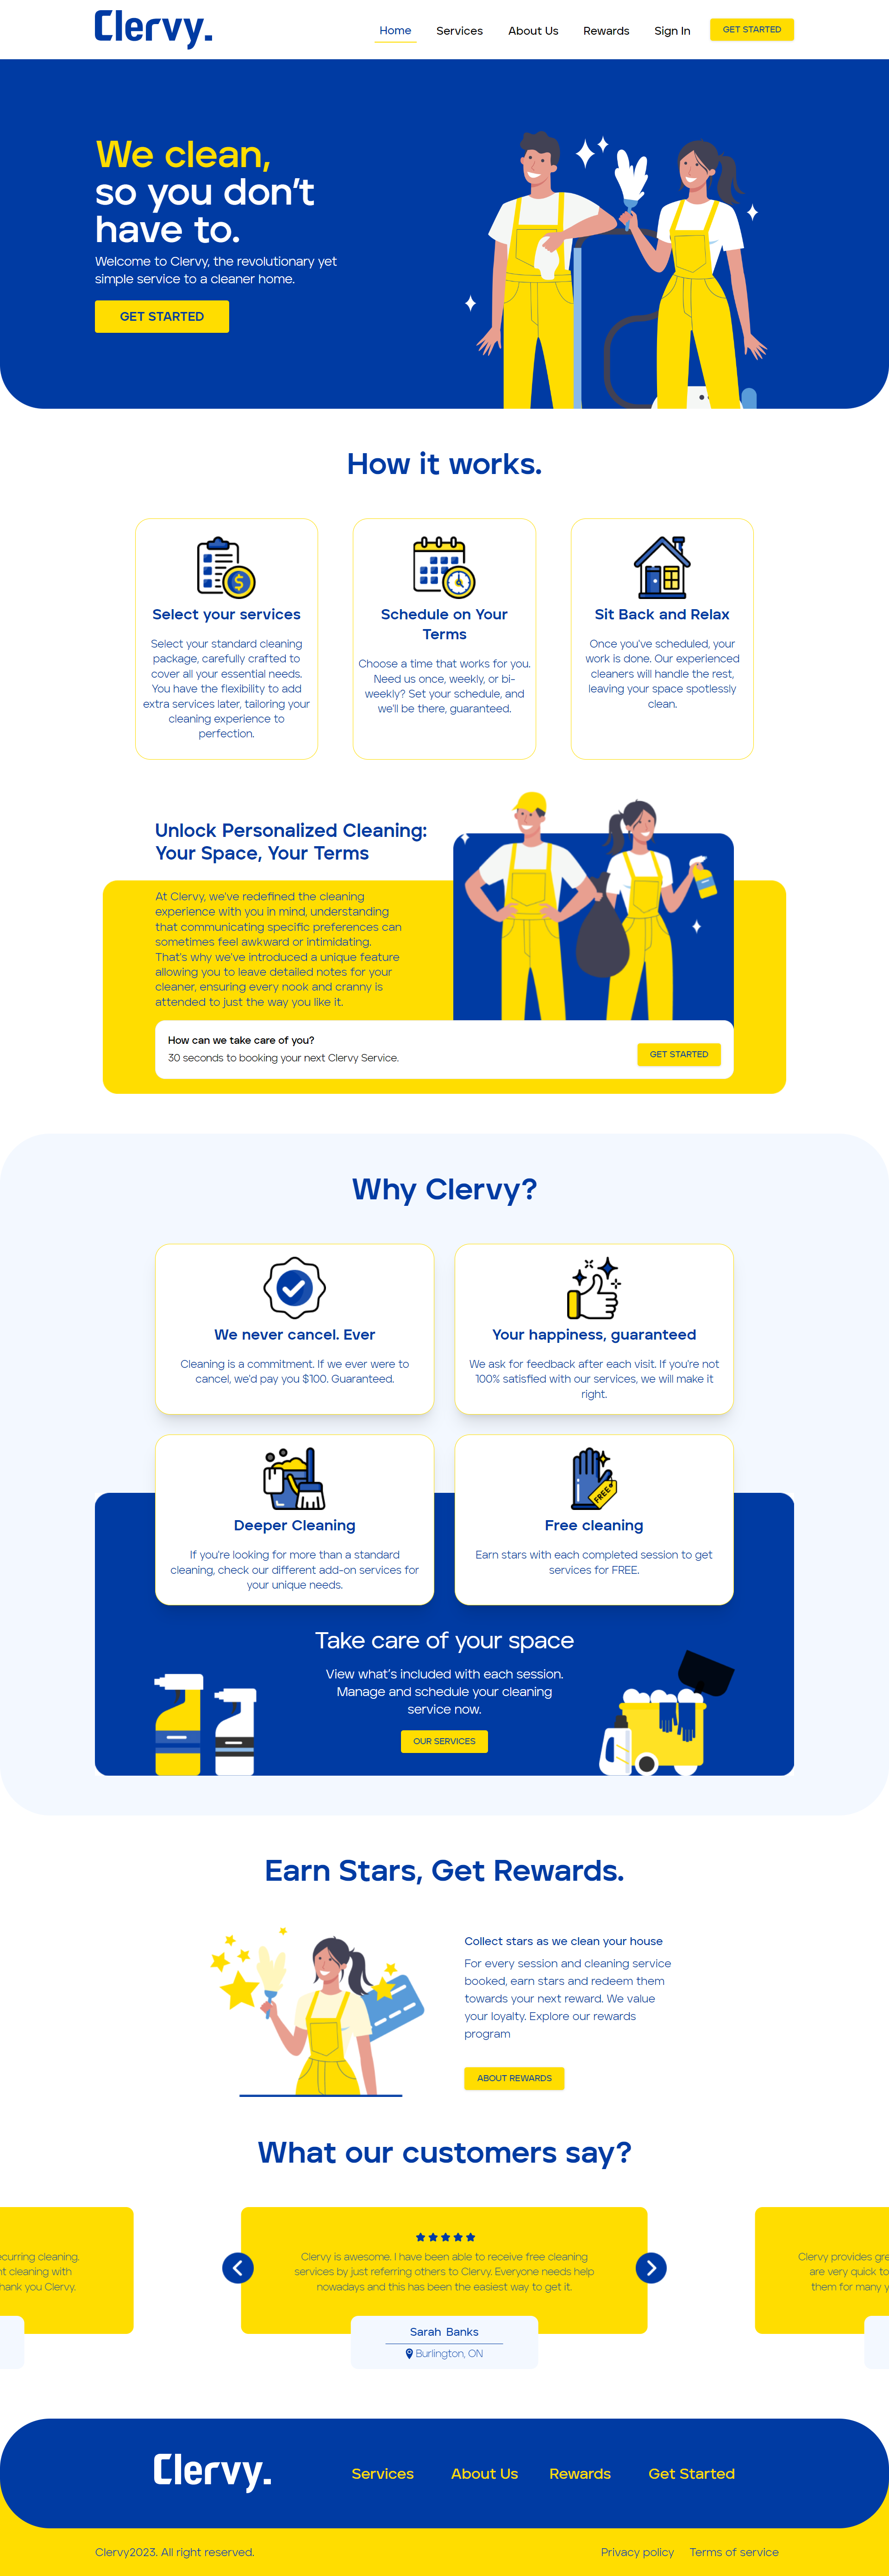 Clervy.
Home Services About Us Rewards Sign In GET STARTED
We clean,
so you don't
have to.
Welcome to Clervy, the revolutionary yet
simple service to a cleaner home.
GET STARTED
How it works.
Select your services
Select your standard cleaning
package, carefully crafted to
cover all your essential needs.
You have the flexibility to add
extra services later, tailoring your
cleaning experience to
perfection.
Schedule on Your
Terms
Choose a time that works for you.
Need us once, weekly, or bi-
weekly? Set your schedule, and
we'll be there, guaranteed.
Sit Back and Relax
Once you've scheduled, your
work is done. Our experienced
cleaners will handle the rest,
leaving your space spotlessly
clean.
Unlock Personalized Cleaning:
Your Space, Your Terms
At Clervy, we've redefined the cleaning
experience with you in mind, understanding
that communicating specific preferences can
sometimes feel awkward or intimidating.
That's why we've introduced a unique feature
allowing you to leave detailed notes for your
cleaner, ensuring every nook and cranny is
attended to just the way you like it.
How can we take care of you?
30 seconds to booking your next Clervy Service.
GET STARTED
Why Clervy?
We never cancel. Ever
Cleaning is a commitment. If we ever were to
cancel, we'd pay you $100. Guaranteed.
Your happiness, guaranteed
We ask for feedback after each visit. If you're not
100% satisfied with our services, we will make it
right.
Deeper Cleaning
If you're looking for more than a standard
cleaning, check our different add-on services for
your unique needs.
FREE
Free cleaning
Earn stars with each completed session to get
services for FREE.
Take care of your space
View what's included with each session.
Manage and schedule your cleaning
service now.
OUR SERVICES
Earn Stars, Get Rewards.
Collect stars as we clean your house
For every session and cleaning service
booked, earn stars and redeem them
towards your next reward. We value
your loyalty. Explore our rewards
program
ABOUT REWARDS
What our customers say?
cleaning.
cleaning with
hank you Clervy.
Clervy is awesome. I have been able to receive free cleaning
services by just referring others to Clervy. Everyone needs help
nowadays and this has been the easiest way to get it.
Sarah Banks
Burlington, ON
Clervy provides gre
are very quick to
them for many y
Clervy.
Services About Us Rewards Get Started
Clervy2023. All right reserved.
Privacy policy Terms of service